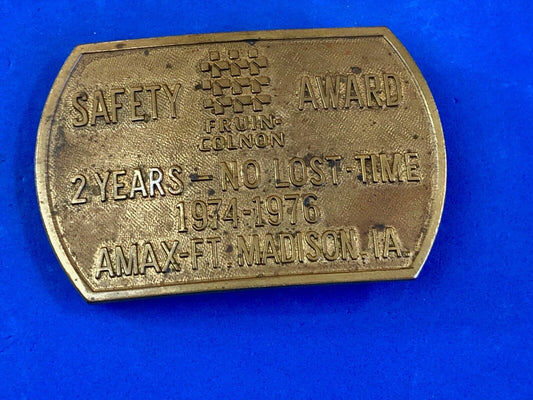 SAFETY AWARD
FRUIN-
COLNON
2 YEARS - NO LOST-TIME
1974-1976
AMAX-FT. MADISON, IA.